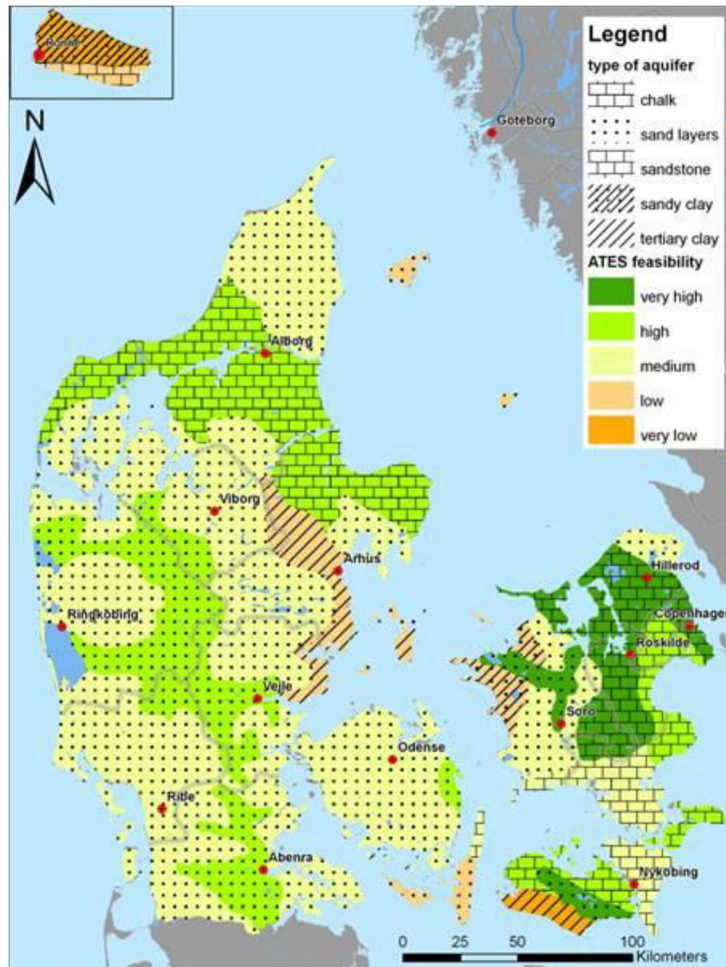 N
Goteborg
Alborg
Viborg
Arhus
Ringkobing
Vejle
Odense
Ribe
Abenra
Hillerod
Copenhagen
Roskilde
Soro
Nykobing
Legend
type of aquifer
chalk
sand layers
sandstone
sandy clay
tertiary clay
ATES feasibility
very high
high
medium
low
very low
0 25 50 100
Kilometers